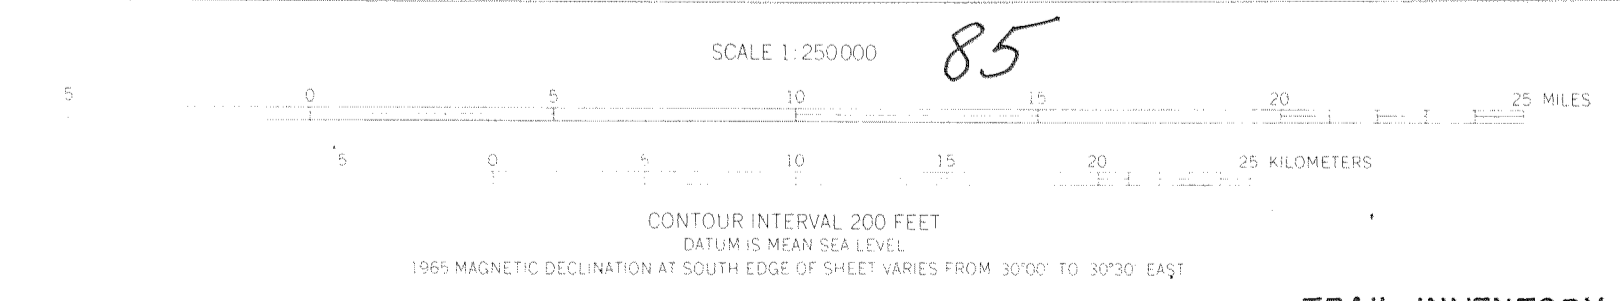 SCALE 1:250000 85
5 0 5 10 15 20 25 MILES
5 0 5 10 15 20 25 KILOMETERS
CONTOUR INTERVAL 200 FEET
DATUM IS MEAN SEA LEVEL
1965 MAGNETIC DECLINATION AT SOUTH EDGE OF SHEET VARIES FROM 30°00' TO 30°30' EAST
TRAIL INVENTORY